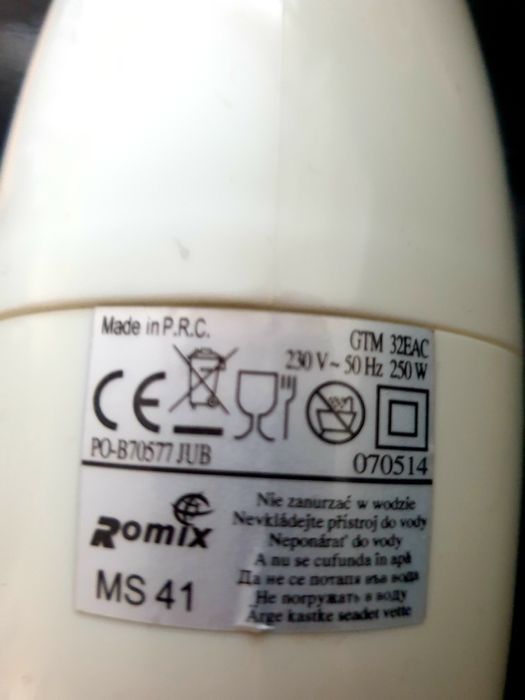 Made in P.R.C.
GTM 32EAC
230 V~ 50 Hz 250 W
CE
PO-B70577 JUB
070514
Romix
MS 41
Nie zanurzać w wodzie
Nevkládejte přístroj do vody
Neponárať do vody
A nu se cufunda în apă
Да не се потапя във вода
Не погружать в воду
Ärge kastke seadet vette